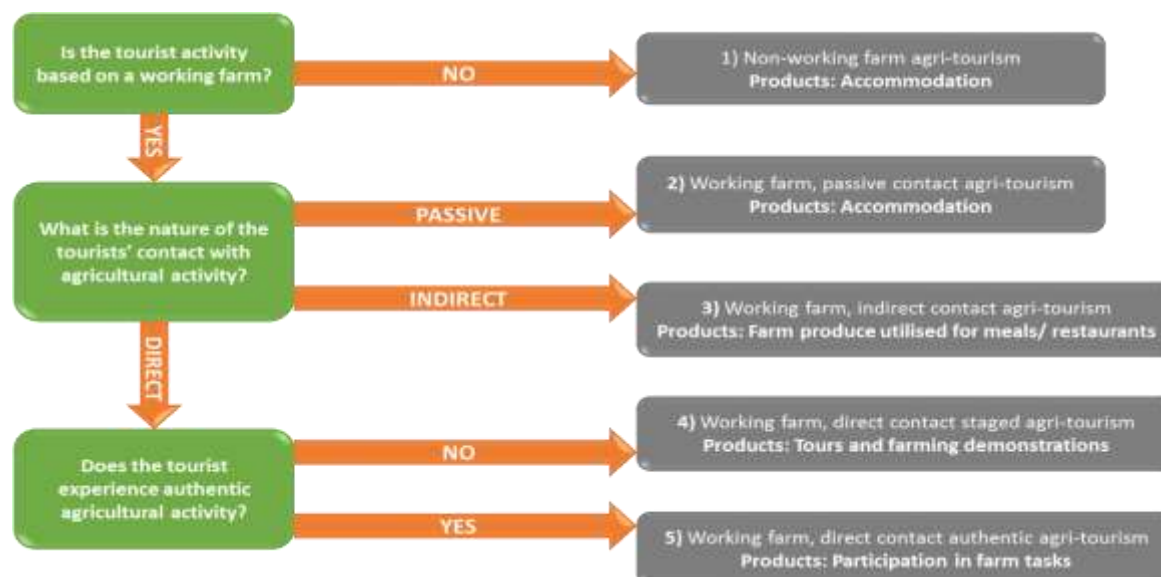 Is the tourist activity
based on a working farm?
NO
1) Non-working farm agri-tourism
Products: Accommodation
YES
What is the nature of the
tourists' contact with
agricultural activity?
PASSIVE
2) Working farm, passive contact agri-tourism
Products: Accommodation
INDIRECT
3) Working farm, indirect contact agri-tourism
Products: Farm produce utilised for meals/ restaurants
DIRECT
Does the tourist
experience authentic
agricultural activity?
NO
4) Working farm, direct contact staged agri-tourism
Products: Tours and farming demonstrations
YES
5) Working farm, direct contact authentic agri-tourism
Products: Participation in farm tasks